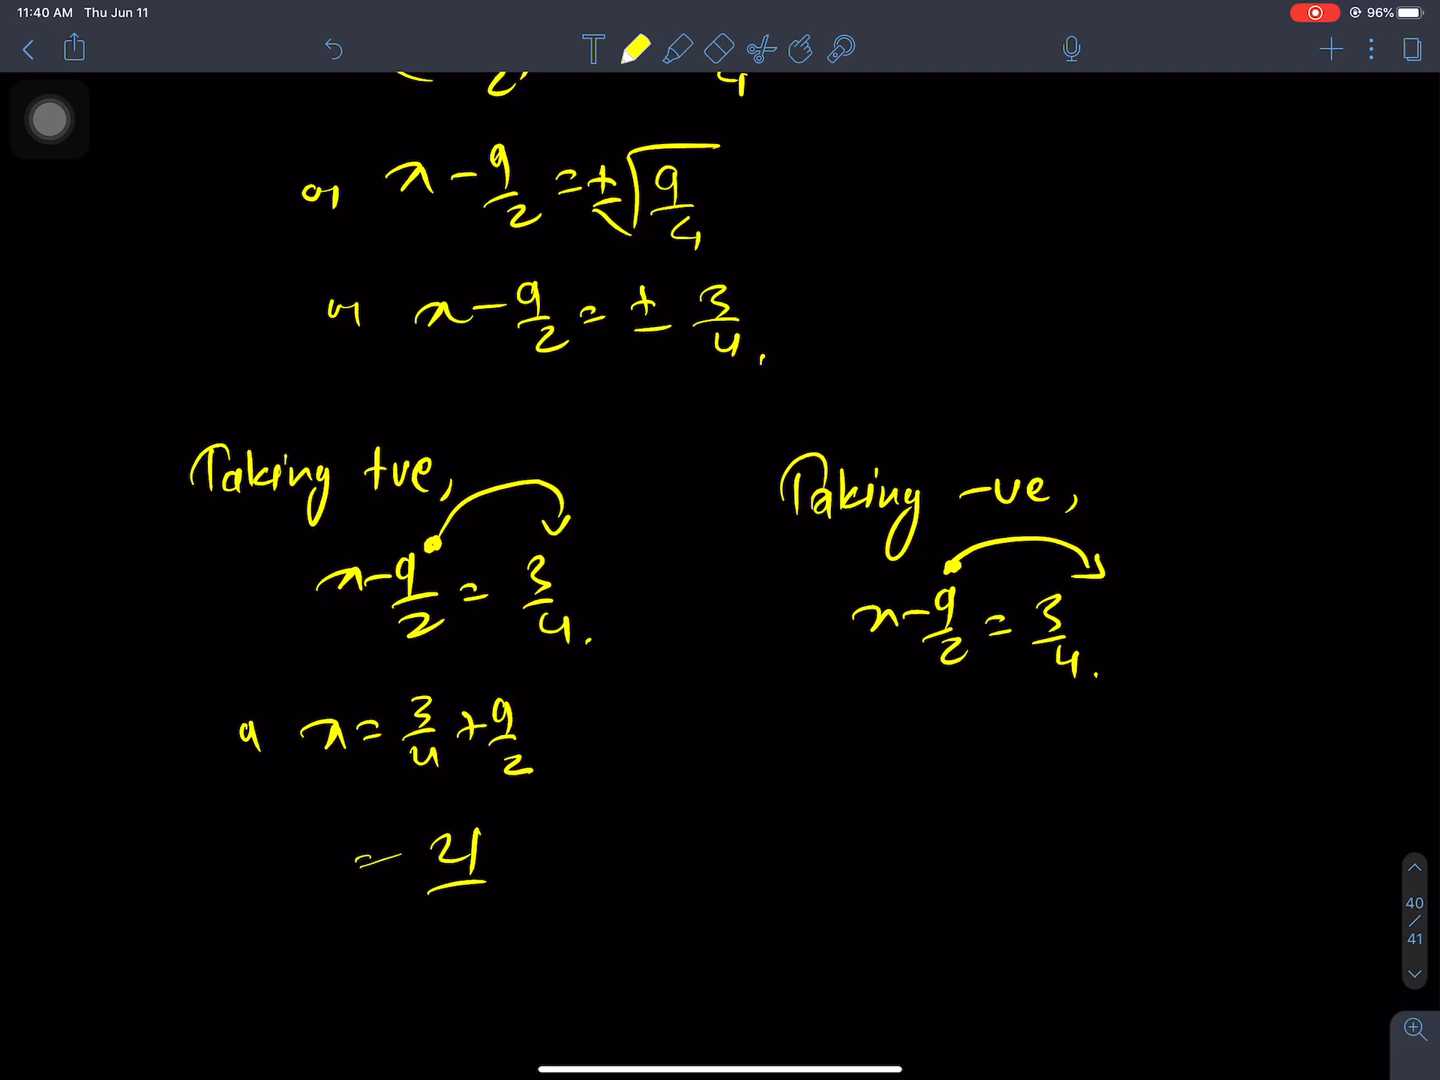 11:40 AM Thu Jun 11
96%
or x - 9/2 = ± √(9/4)
or x - 9/2 = ± 3/4.
Taking +ve,
x - 9/2 = 3/4.
x = 3/4 + 9/2
= 21
Taking -ve,
x - 9/2 = 3/4.
40
/
41